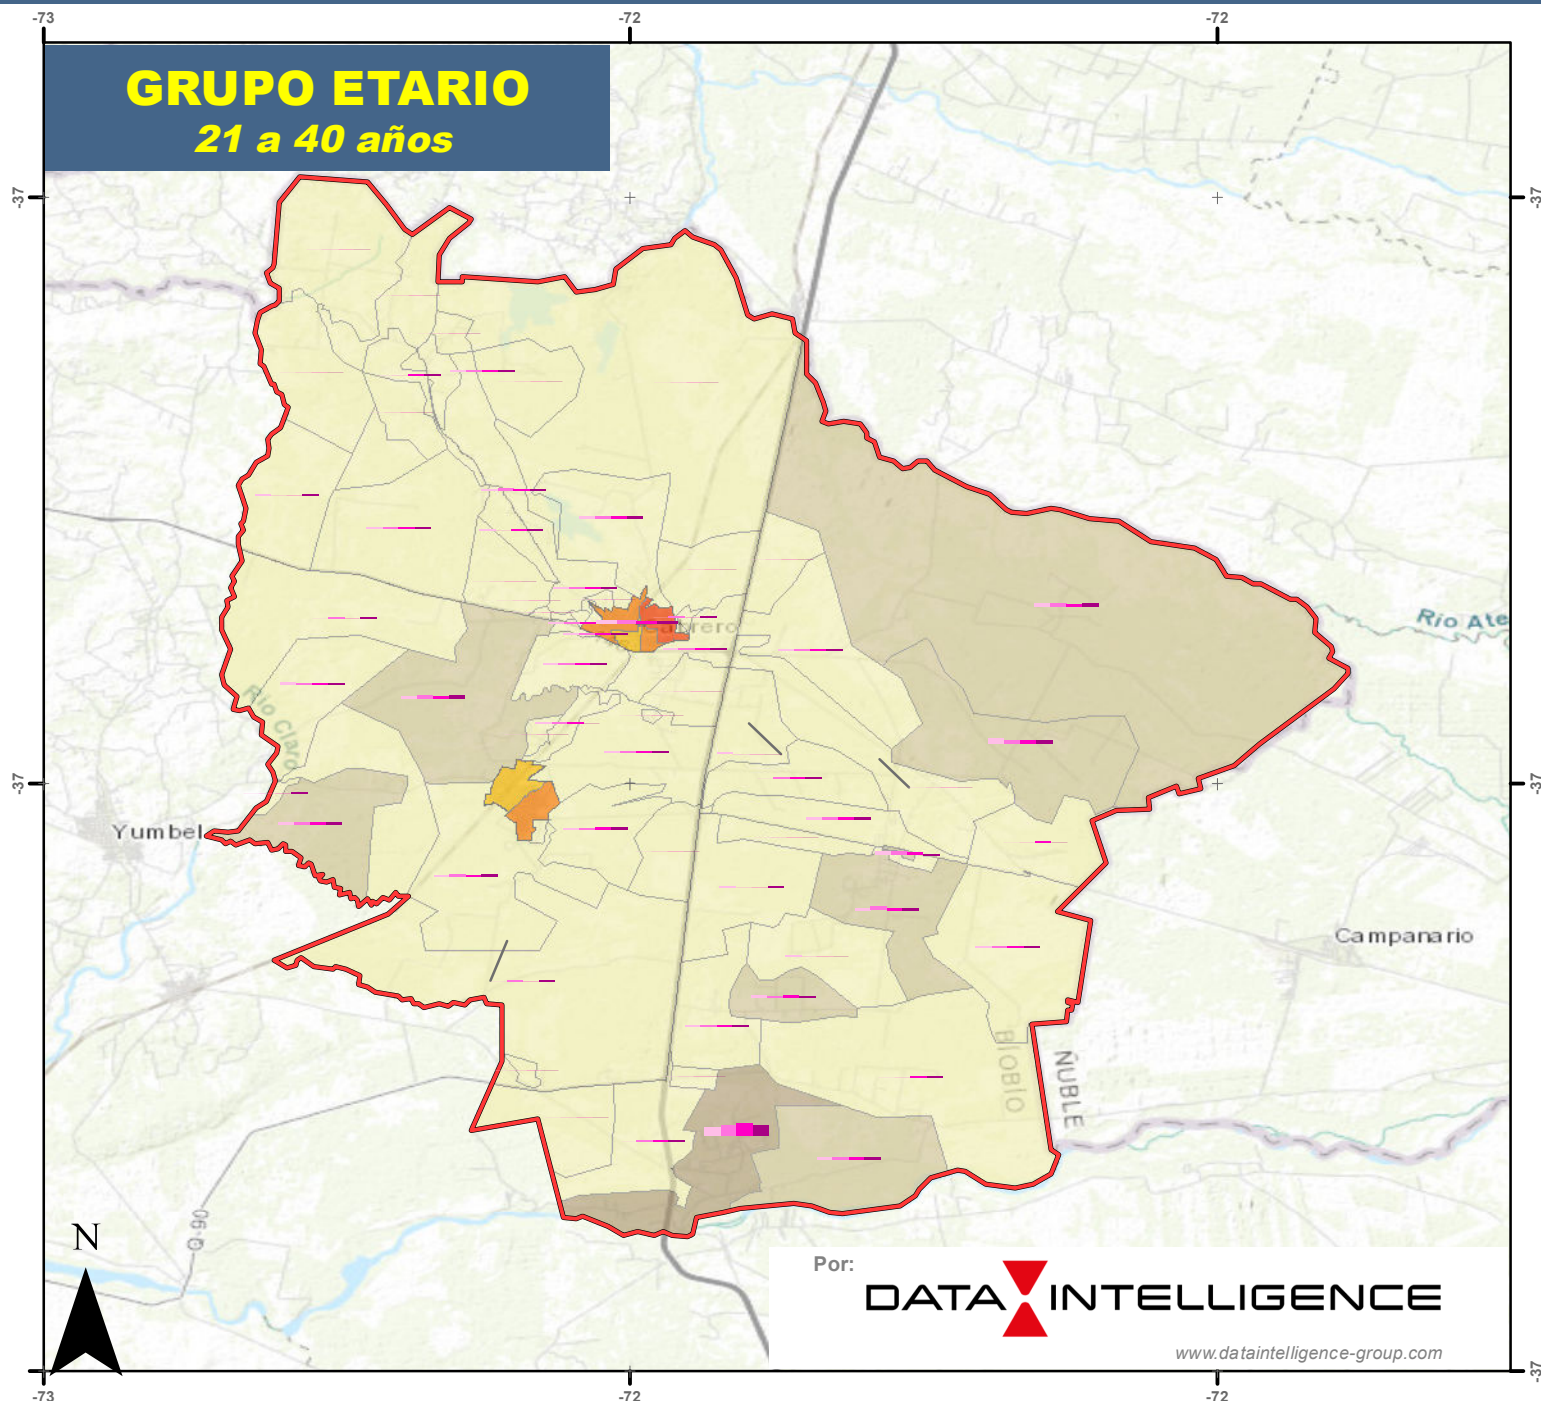 -73
-72
-72
GRUPO ETARIO
21 a 40 años
-37
-37
Río Ate
Río Claro
-37
-37
Yumbel
Campanario
BÍOBÍO
ÑUBLE
Q-90
N
Por:
DATA INTELLIGENCE
www.dataintelligence-group.com
-37
-73
-72
-72